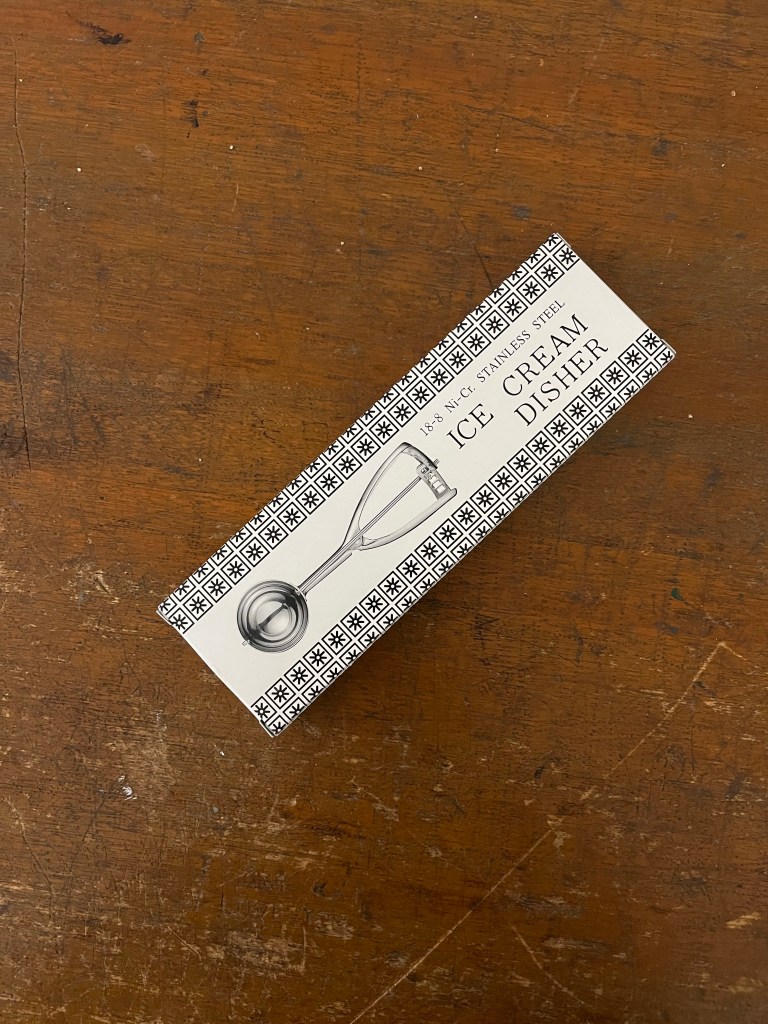 18-8 Ni-Cr. STAINLESS STEEL
ICE CREAM
DISHER